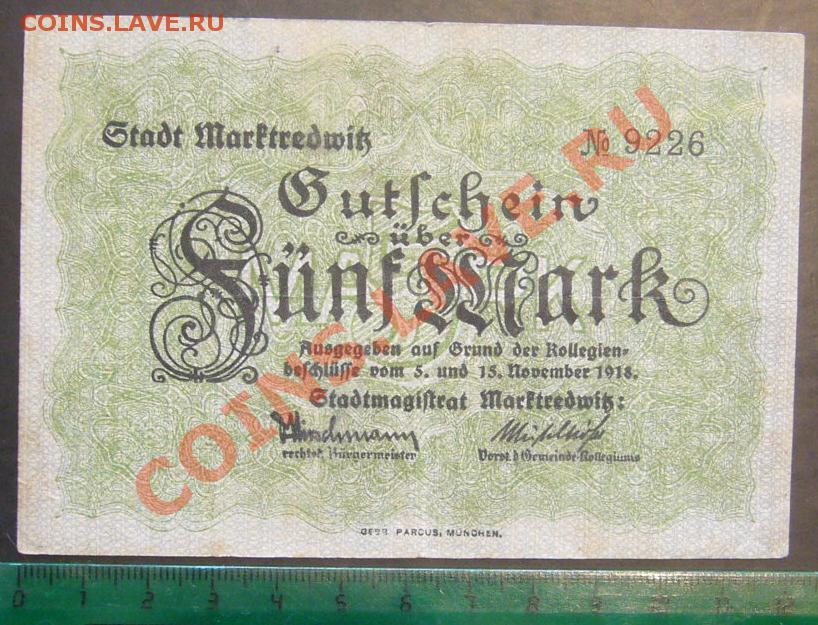 COINS.LAVE.RU
Stadt Marktredwitz
№ 9226
Gutschein
über
Fünf Mark
Ausgegeben auf Grund der Kollegien-
beschlüsse vom 5. und 15. November 1918.
Stadtmagistrat Marktredwitz:
rechtsk. Bürgermeister
Vorst. d. Gemeinde-Kollegiums
GEBR. PARCUS, MÜNCHEN.
COINS.LAVE.RU
0 1 2 3 4 5 6 7 8 9 10 11 12